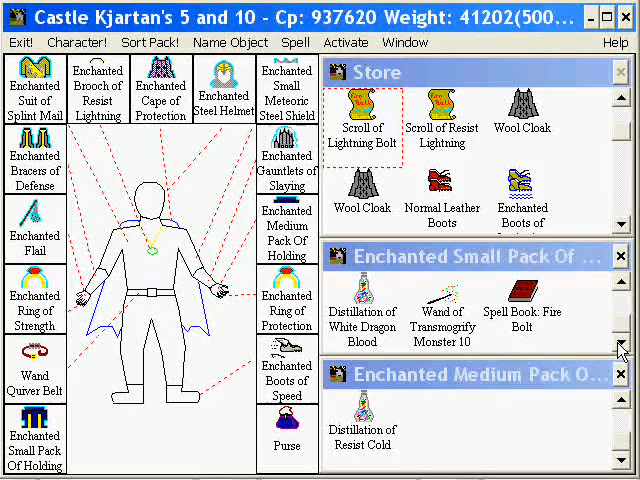 Castle Kjartan's 5 and 10 - Cp: 937620 Weight: 41202(500...
Exit! Character! Sort Pack! Name Object Spell Activate Window Help
Enchanted
Suit of
Splint Mail
Enchanted
Brooch of
Resist
Lightning
Enchanted
Cape of
Protection
Enchanted
Steel Helmet
Enchanted
Small
Meteoric
Steel Shield
Enchanted
Bracers of
Defense
Enchanted
Gauntlets of
Slaying
Enchanted
Flail
Enchanted
Medium
Pack Of
Holding
Enchanted
Ring of
Strength
Enchanted
Ring of
Protection
Wand
Quiver Belt
Enchanted
Boots of
Speed
Enchanted
Small Pack
Of Holding
Purse
Store
Scroll of
Lightning Bolt
Scroll of Resist
Lightning
Wool Cloak
Wool Cloak
Normal Leather
Boots
Enchanted
Boots of
Enchanted Small Pack Of ...
Distillation of
White Dragon
Blood
Wand of
Transmogrify
Monster 10
Spell Book: Fire
Bolt
Enchanted Medium Pack O...
Distillation of
Resist Cold